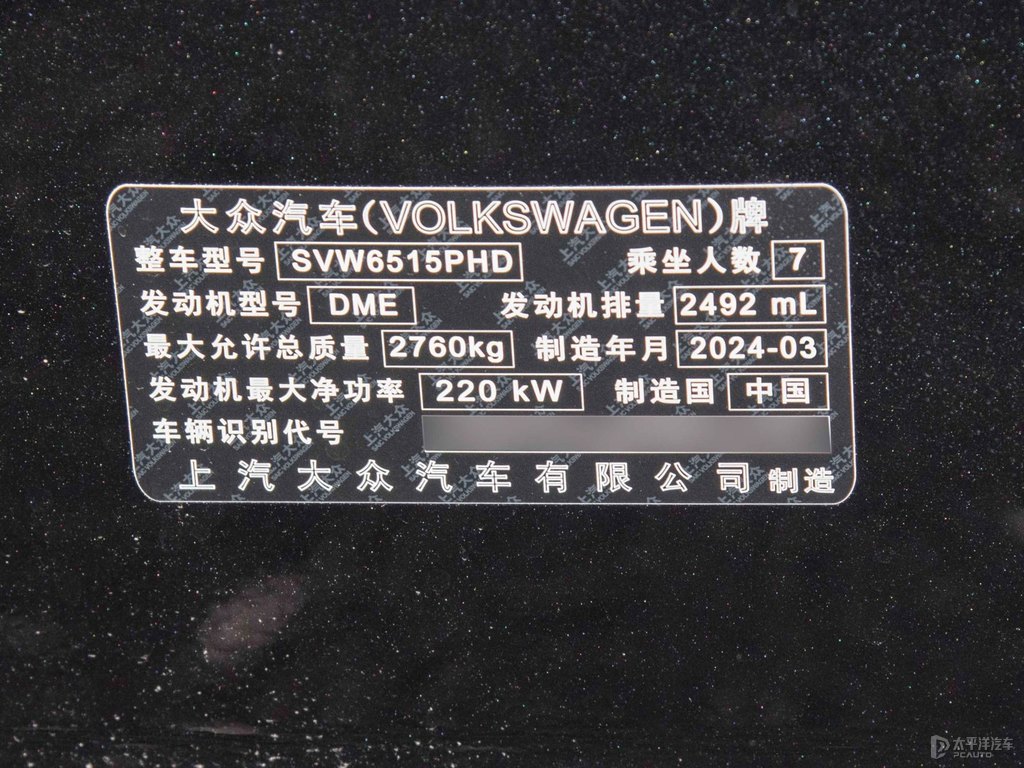 大众汽车(VOLKSWAGEN)牌
整车型号 SVW6515PHD 乘坐人数 7
发动机型号 DME 发动机排量 2492 mL
最大允许总质量 2760kg 制造年月 2024-03
发动机最大净功率 220 kW 制造国 中国
车辆识别代号
上汽大众汽车有限公司 制造
太平洋汽车
PCAUTO